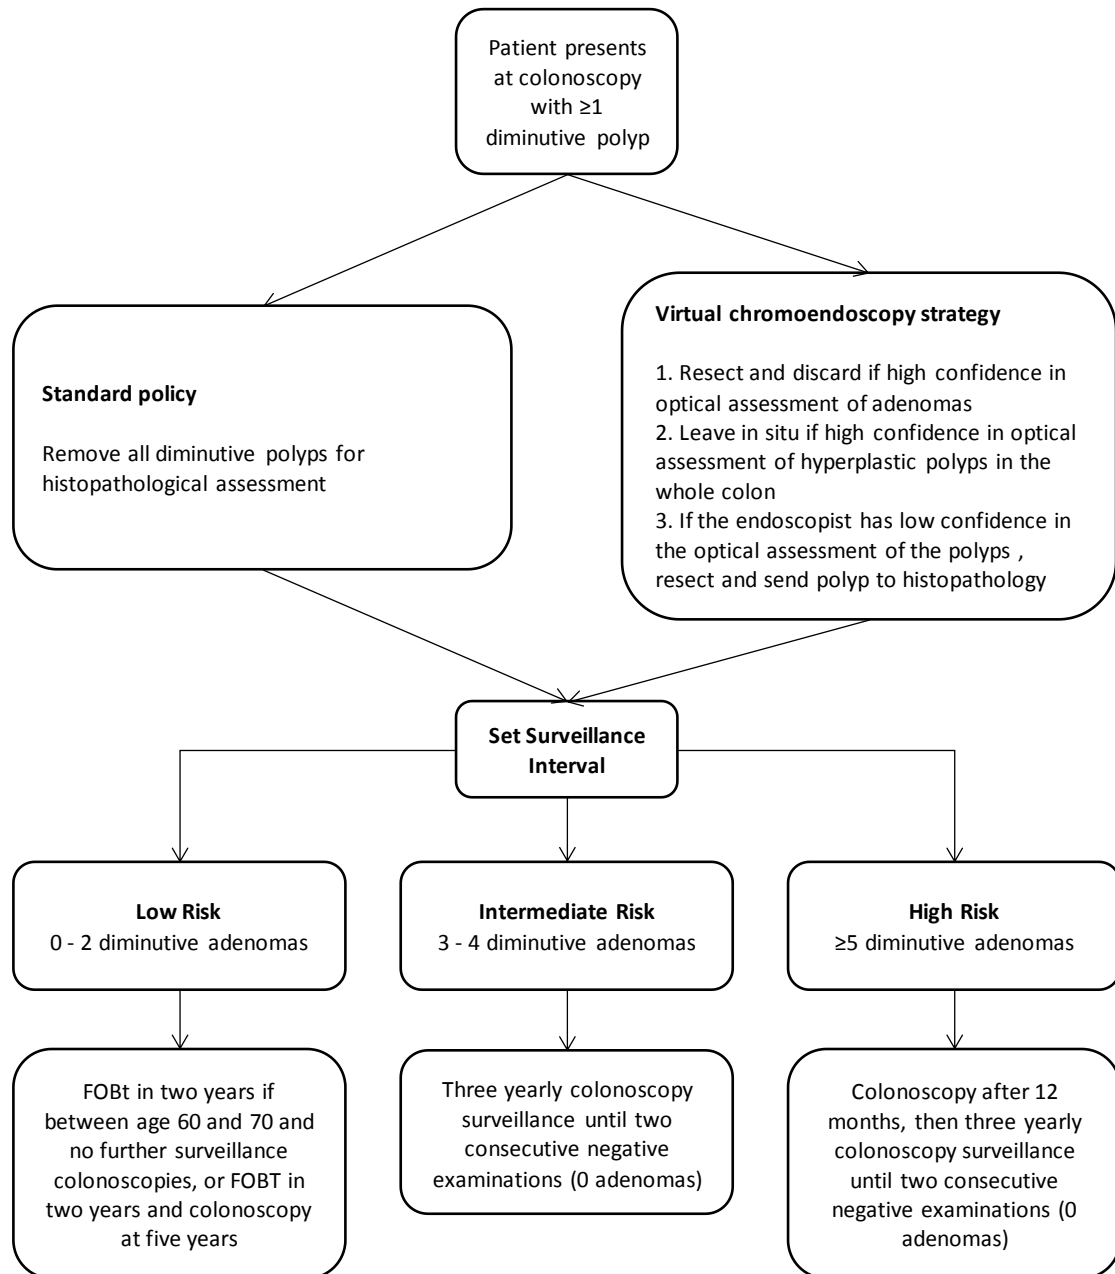 Patient presents
at colonoscopy
with ≥1
diminutive polyp
Standard policy
Remove all diminutive polyps for
histopathological assessment
Virtual chromoendoscopy strategy
1. Resect and discard if high confidence in
optical assessment of adenomas
2. Leave in situ if high confidence in optical
assessment of hyperplastic polyps in the
whole colon
3. If the endoscopist has low confidence in
the optical assessment of the polyps ,
resect and send polyp to histopathology
Set Surveillance
Interval
Low Risk
0 - 2 diminutive adenomas
Intermediate Risk
3 - 4 diminutive adenomas
High Risk
≥5 diminutive adenomas
FOBt in two years if
between age 60 and 70 and
no further surveillance
colonoscopies, or FOBT in
two years and colonoscopy
at five years
Three yearly colonoscopy
surveillance until two
consecutive negative
examinations (0 adenomas)
Colonoscopy after 12
months, then three yearly
colonoscopy surveillance
until two consecutive
negative examinations (0
adenomas)